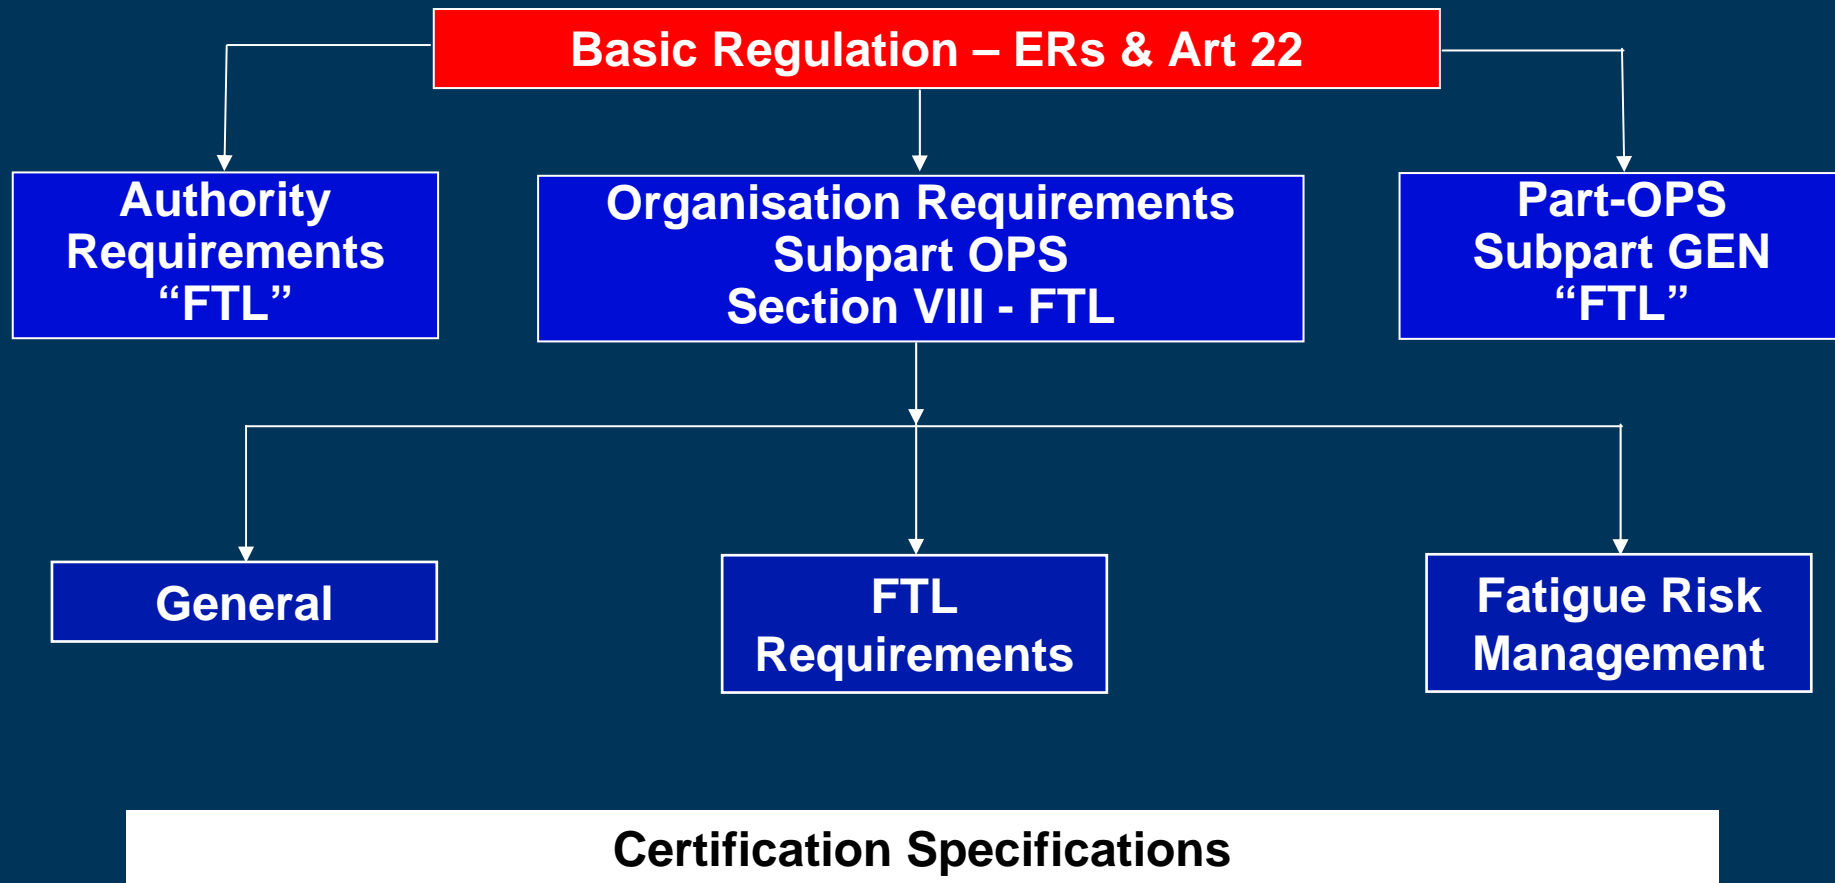 Basic Regulation – ERs & Art 22
Authority
Requirements
“FTL”
Organisation Requirements
Subpart OPS
Section VIII - FTL
Part-OPS
Subpart GEN
“FTL”
General
FTL
Requirements
Fatigue Risk
Management
Certification Specifications